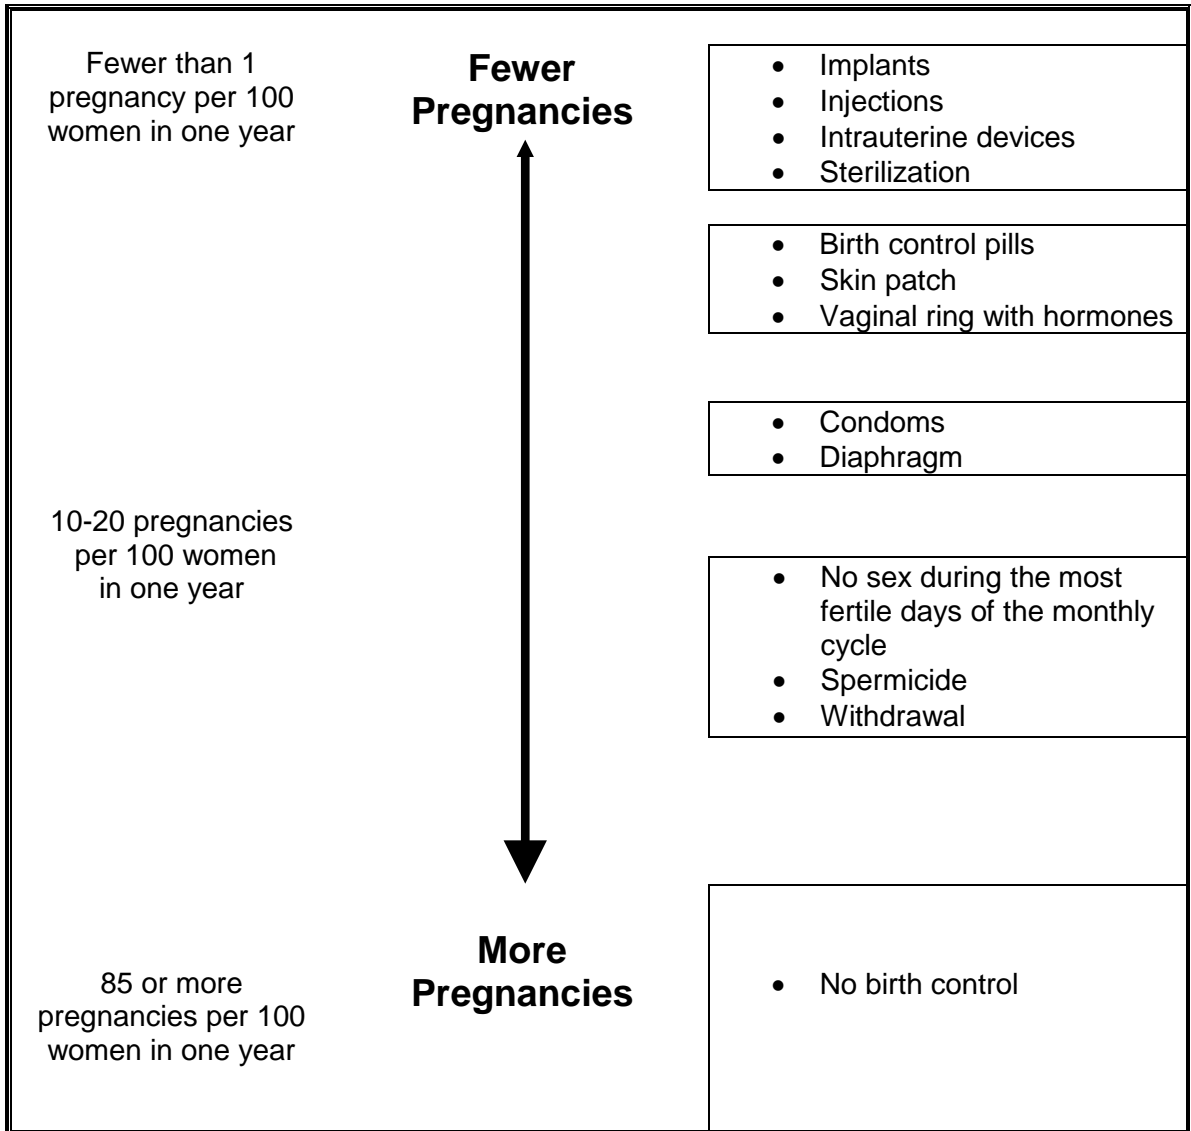 Fewer than 1
pregnancy per 100
women in one year
Fewer
Pregnancies
• Implants
• Injections
• Intrauterine devices
• Sterilization
• Birth control pills
• Skin patch
• Vaginal ring with hormones
• Condoms
• Diaphragm
10-20 pregnancies
per 100 women
in one year
• No sex during the most
fertile days of the monthly
cycle
• Spermicide
• Withdrawal
85 or more
pregnancies per 100
women in one year
More
Pregnancies
• No birth control